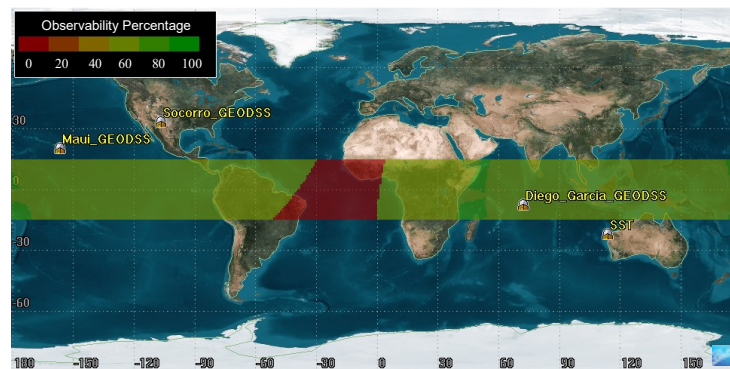 Observability Percentage
0 20 40 60 80 100
Socorro_GEODSS
30
Maui_GEODSS
0
Diego_Garcia_GEODSS
SST
-30
-60
-180 -150 -120 -90 -60 -30 0 30 60 90 120 150